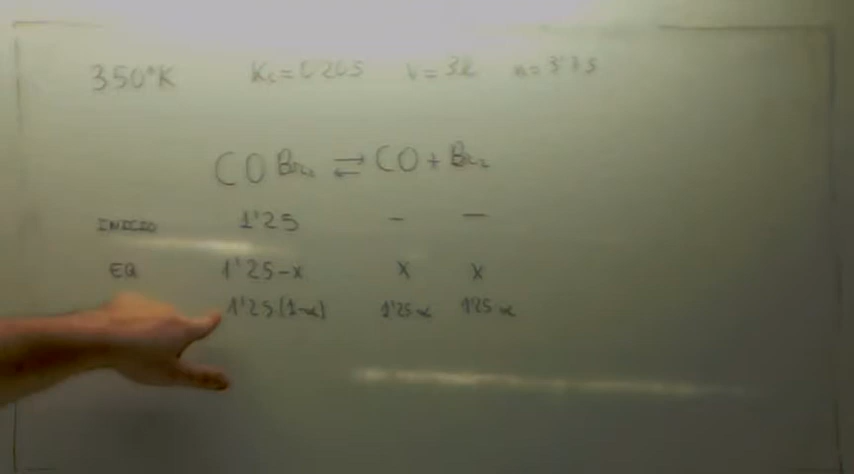 350°K Kc=0'205 V=3L n=3'75
COBr₂ ⇄ CO + Br₂
INICIO 1'25 - -
EQ 1'25-x x x
1'25(1-α) 1'25α 1'25α